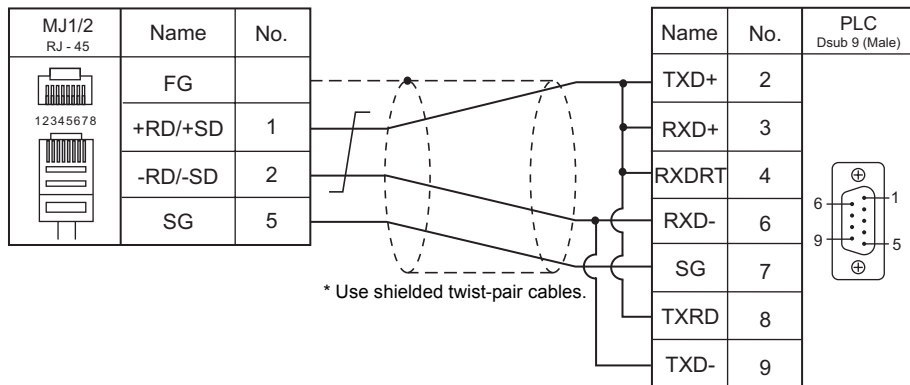 MJ1/2
RJ - 45
Name
No.
12345678
FG
+RD/+SD 1
-RD/-SD 2
SG 5
* Use shielded twist-pair cables.
Name
No.
PLC
Dsub 9 (Male)
TXD+ 2
RXD+ 3
RXDRT 4
RXD- 6
SG 7
TXRD 8
TXD- 9
6
1
9
5